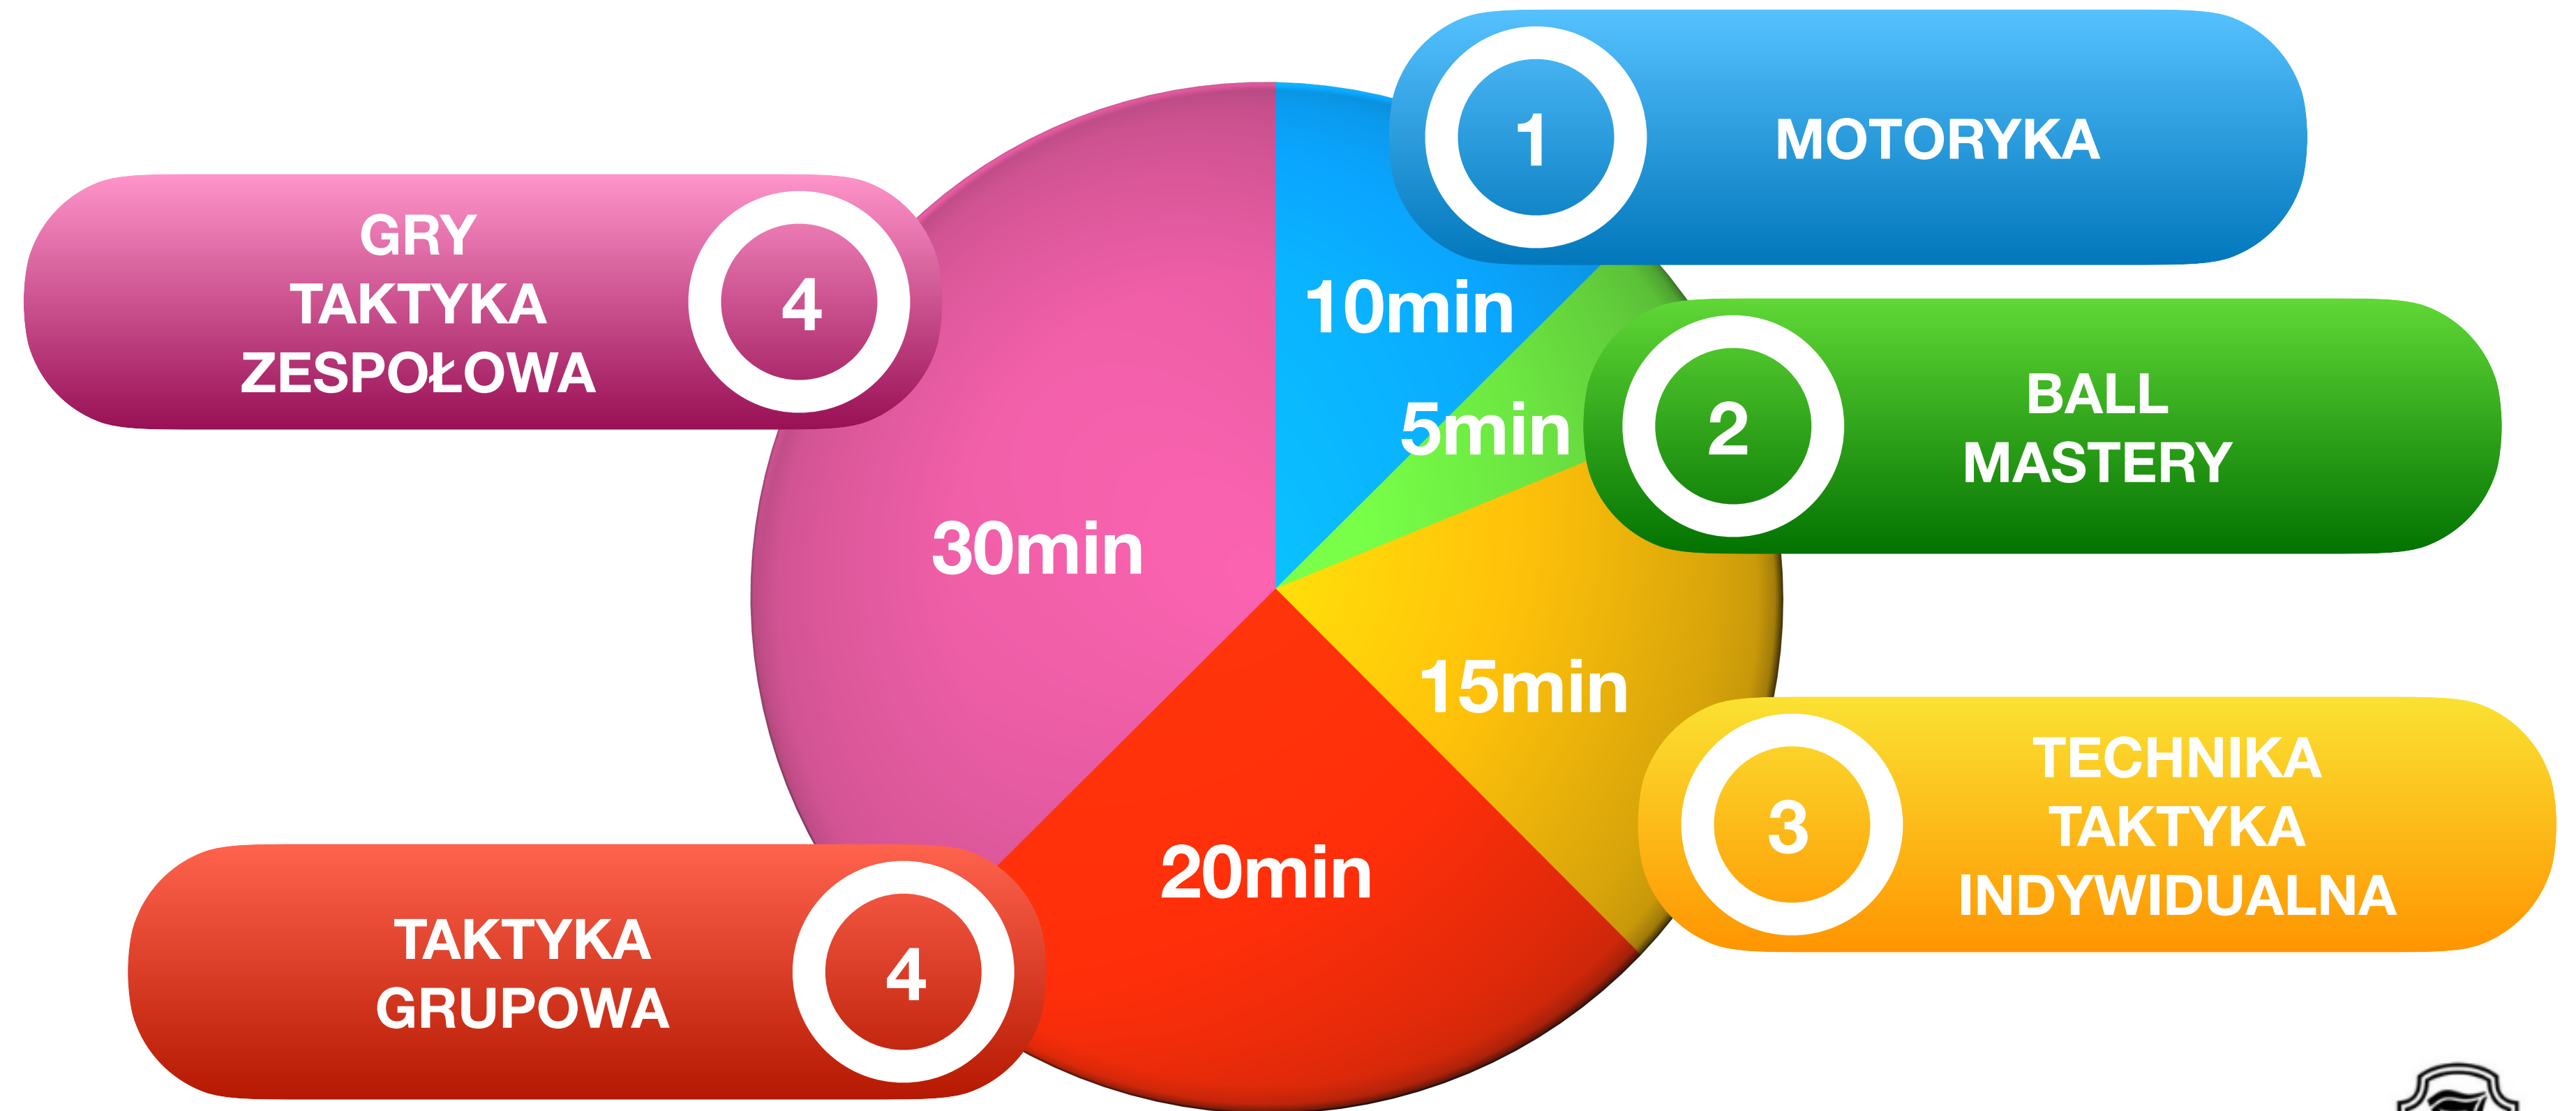 1
MOTORYKA
GRY
TAKTYKA
ZESPOŁOWA
4
10min
5min
2
BALL
MASTERY
30min
15min
3
TECHNIKA
TAKTYKA
INDYWIDUALNA
20min
TAKTYKA
GRUPOWA
4